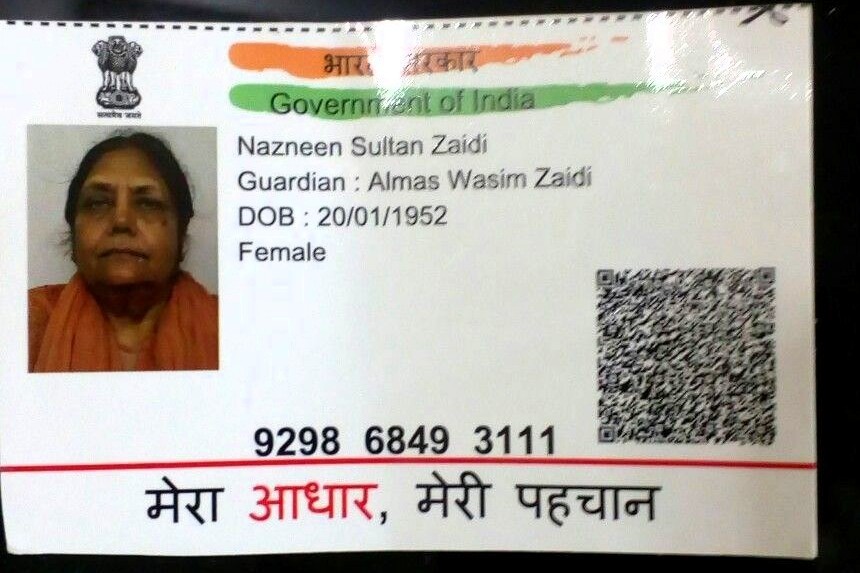 भारत सरकार
Government of India
सत्यमेव जयते
Nazneen Sultan Zaidi
Guardian : Almas Wasim Zaidi
DOB : 20/01/1952
Female
9298 6849 3111
मेरा आधार, मेरी पहचान